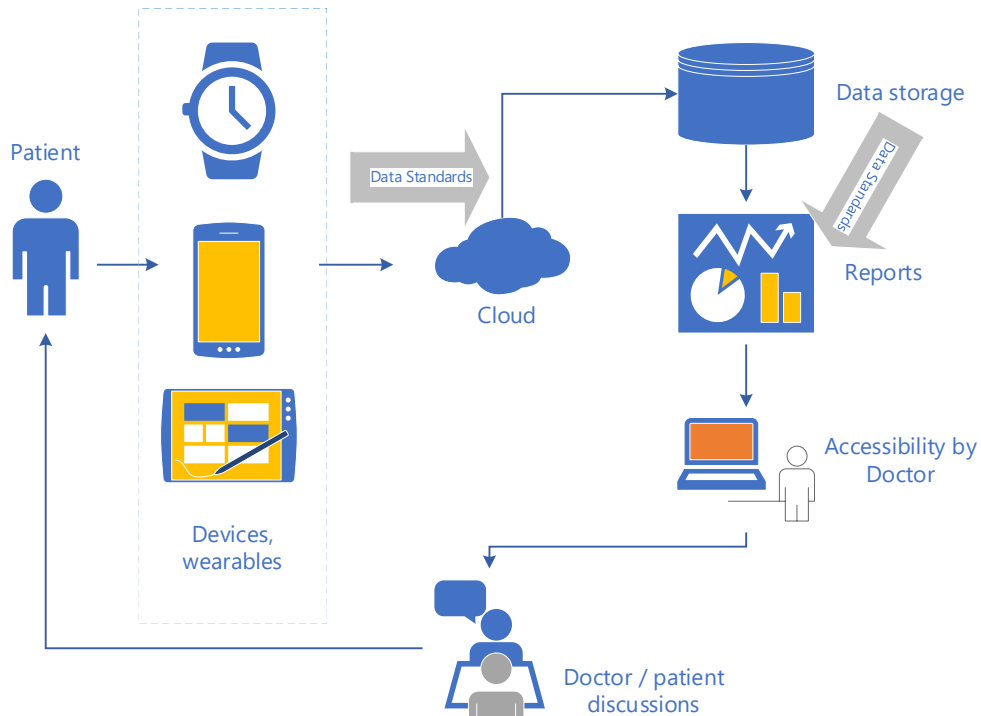 Patient
Devices,
wearables
Data Standards
Cloud
Data storage
Data Standards
Reports
Accessibility by
Doctor
Doctor / patient
discussions